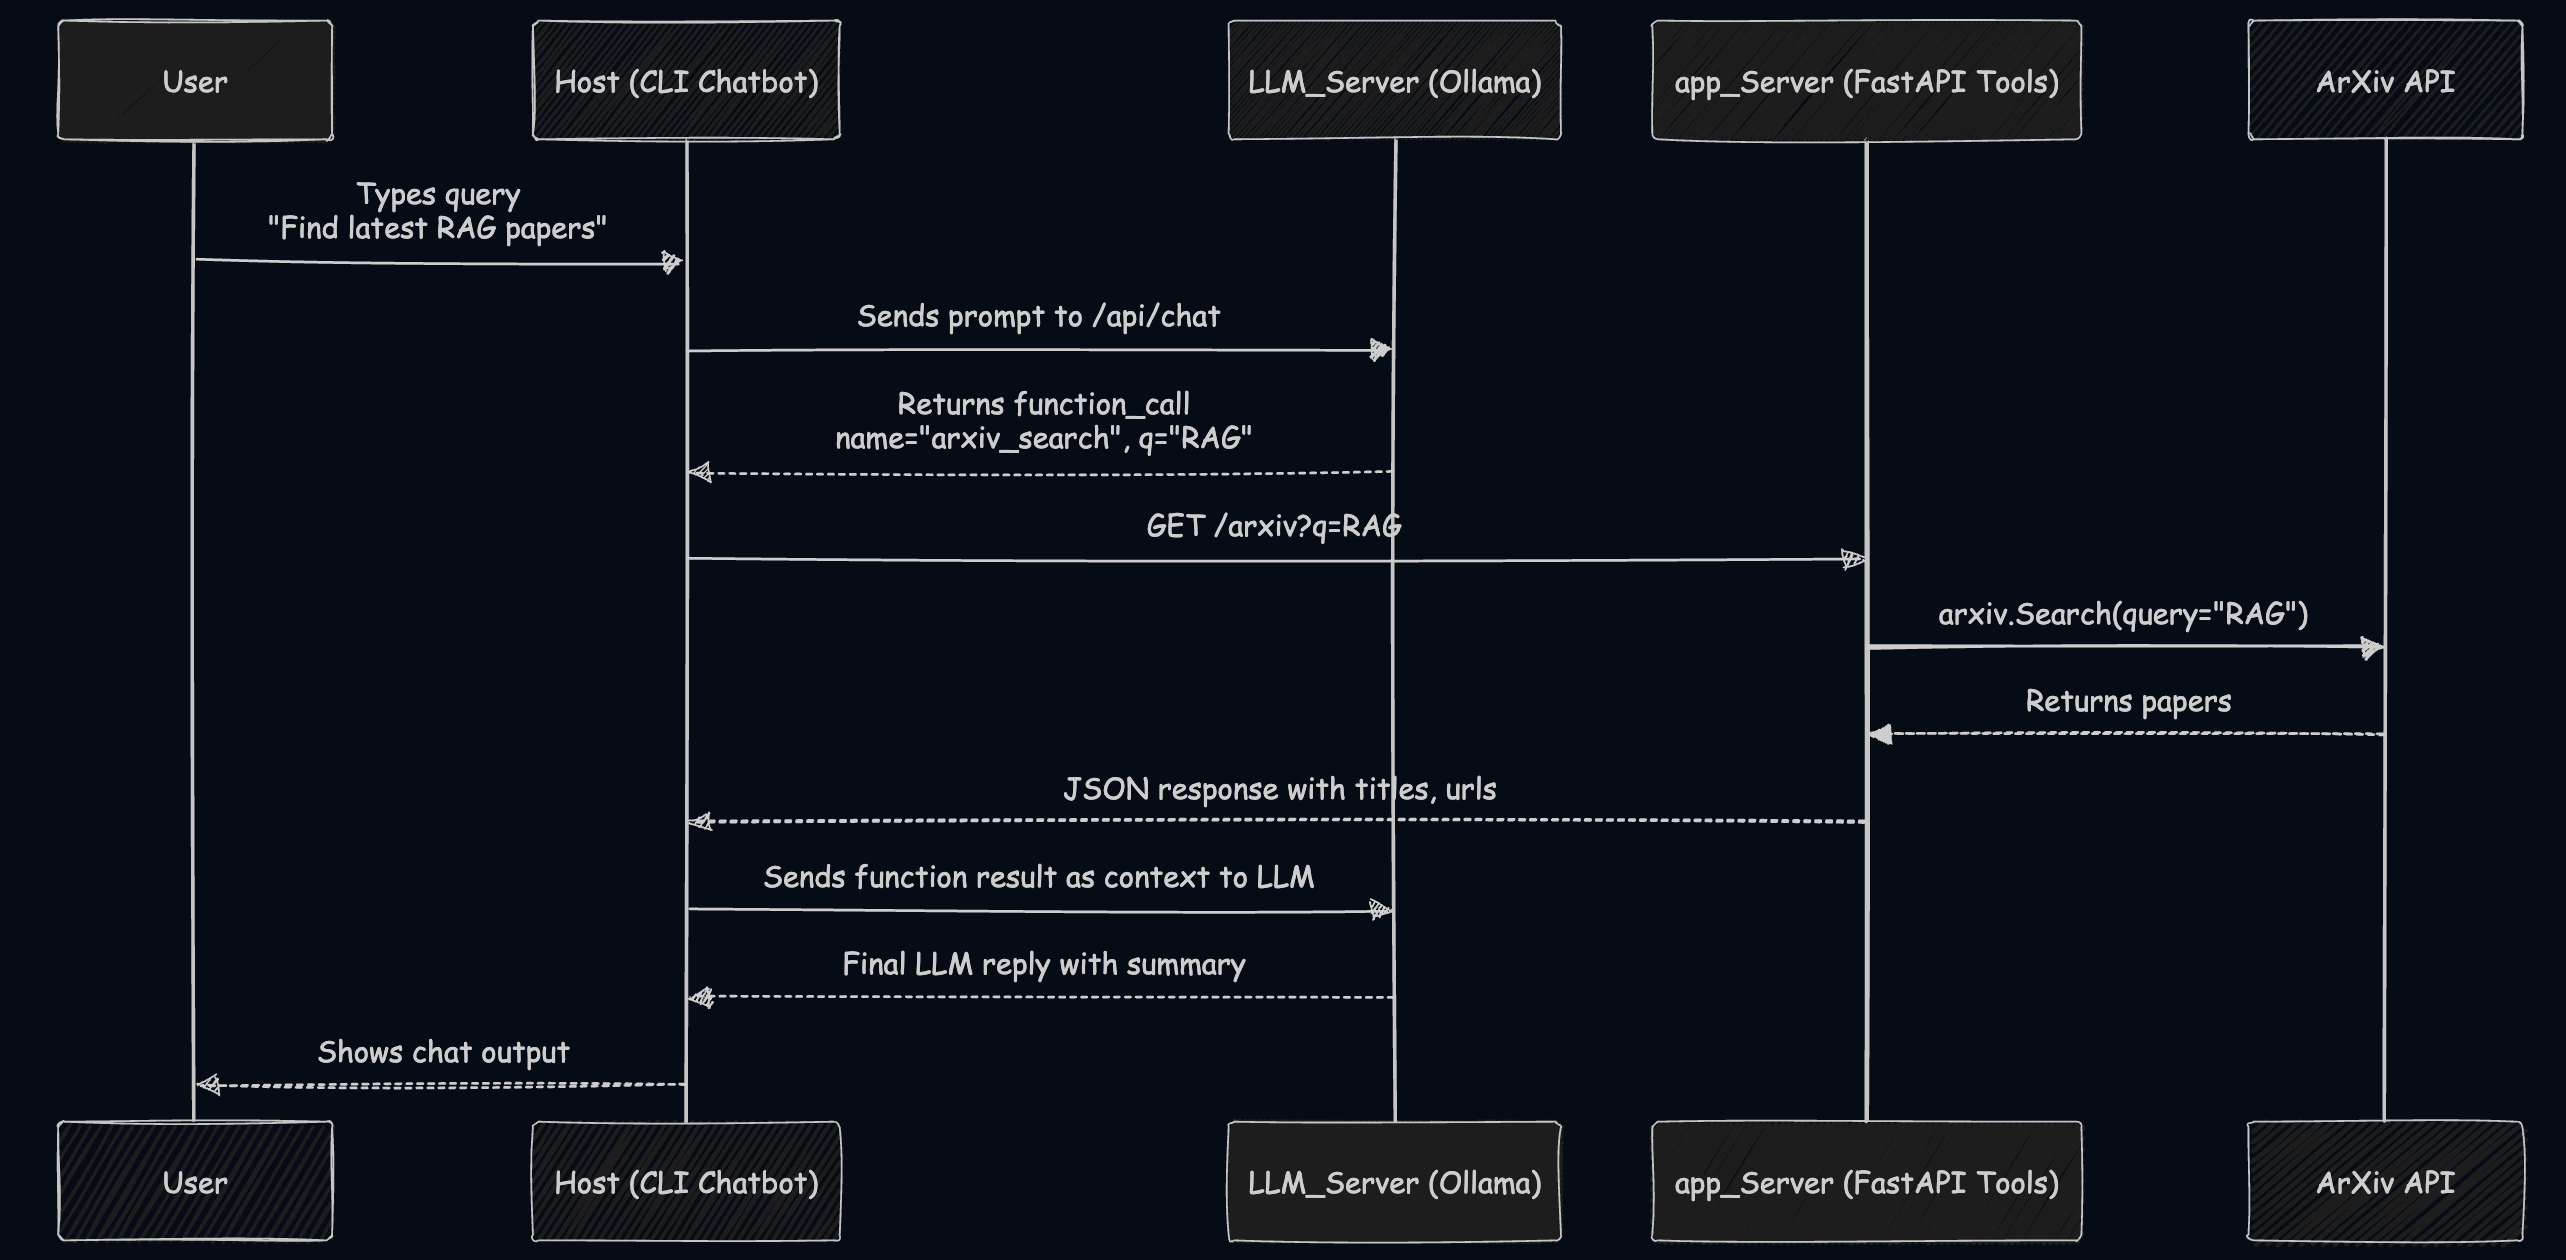 User
Host (CLI Chatbot)
LLM_Server (Ollama)
app_Server (FastAPI Tools)
ArXiv API
Types query
"Find latest RAG papers"
Sends prompt to /api/chat
Returns function_call
name="arxiv_search", q="RAG"
GET /arxiv?q=RAG
arxiv.Search(query="RAG")
Returns papers
JSON response with titles, urls
Sends function result as context to LLM
Final LLM reply with summary
Shows chat output
User
Host (CLI Chatbot)
LLM_Server (Ollama)
app_Server (FastAPI Tools)
ArXiv API